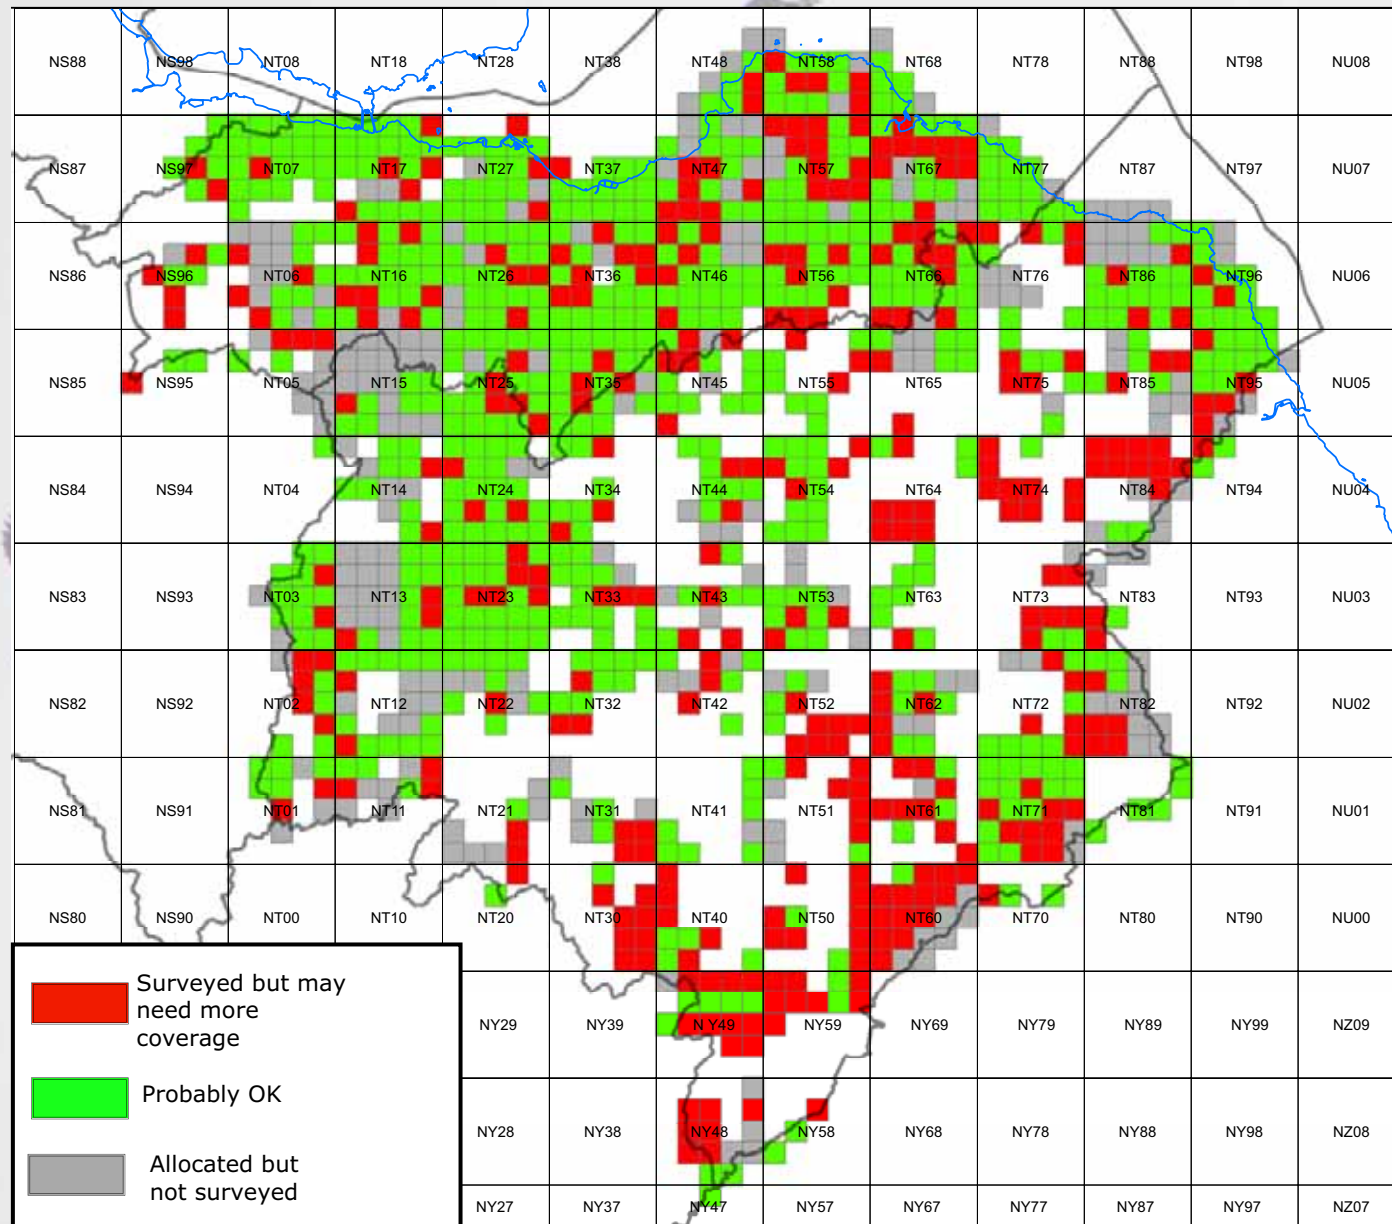 NS88 NS98 NT08 NT18 NT28 NT38 NT48 NT58 NT68 NT78 NT88 NT98 NU08
NS87 NS97 NT07 NT17 NT27 NT37 NT47 NT57 NT67 NT77 NT87 NT97 NU07
NS86 NS96 NT06 NT16 NT26 NT36 NT46 NT56 NT66 NT76 NT86 NT96 NU06
NS85 NS95 NT05 NT15 NT25 NT35 NT45 NT55 NT65 NT75 NT85 NT95 NU05
NS84 NS94 NT04 NT14 NT24 NT34 NT44 NT54 NT64 NT74 NT84 NT94 NU04
NS83 NS93 NT03 NT13 NT23 NT33 NT43 NT53 NT63 NT73 NT83 NT93 NU03
NS82 NS92 NT02 NT12 NT22 NT32 NT42 NT52 NT62 NT72 NT82 NT92 NU02
NS81 NS91 NT01 NT11 NT21 NT31 NT41 NT51 NT61 NT71 NT81 NT91 NU01
NS80 NS90 NT00 NT10 NT20 NT30 NT40 NT50 NT60 NT70 NT80 NT90 NU00
NY29 NY39 N Y49 NY59 NY69 NY79 NY89 NY99 NZ09
NY28 NY38 NY48 NY58 NY68 NY78 NY88 NY98 NZ08
NY27 NY37 NY47 NY57 NY67 NY77 NY87 NY97 NZ07
Surveyed but may
need more
coverage
Probably OK
Allocated but
not surveyed